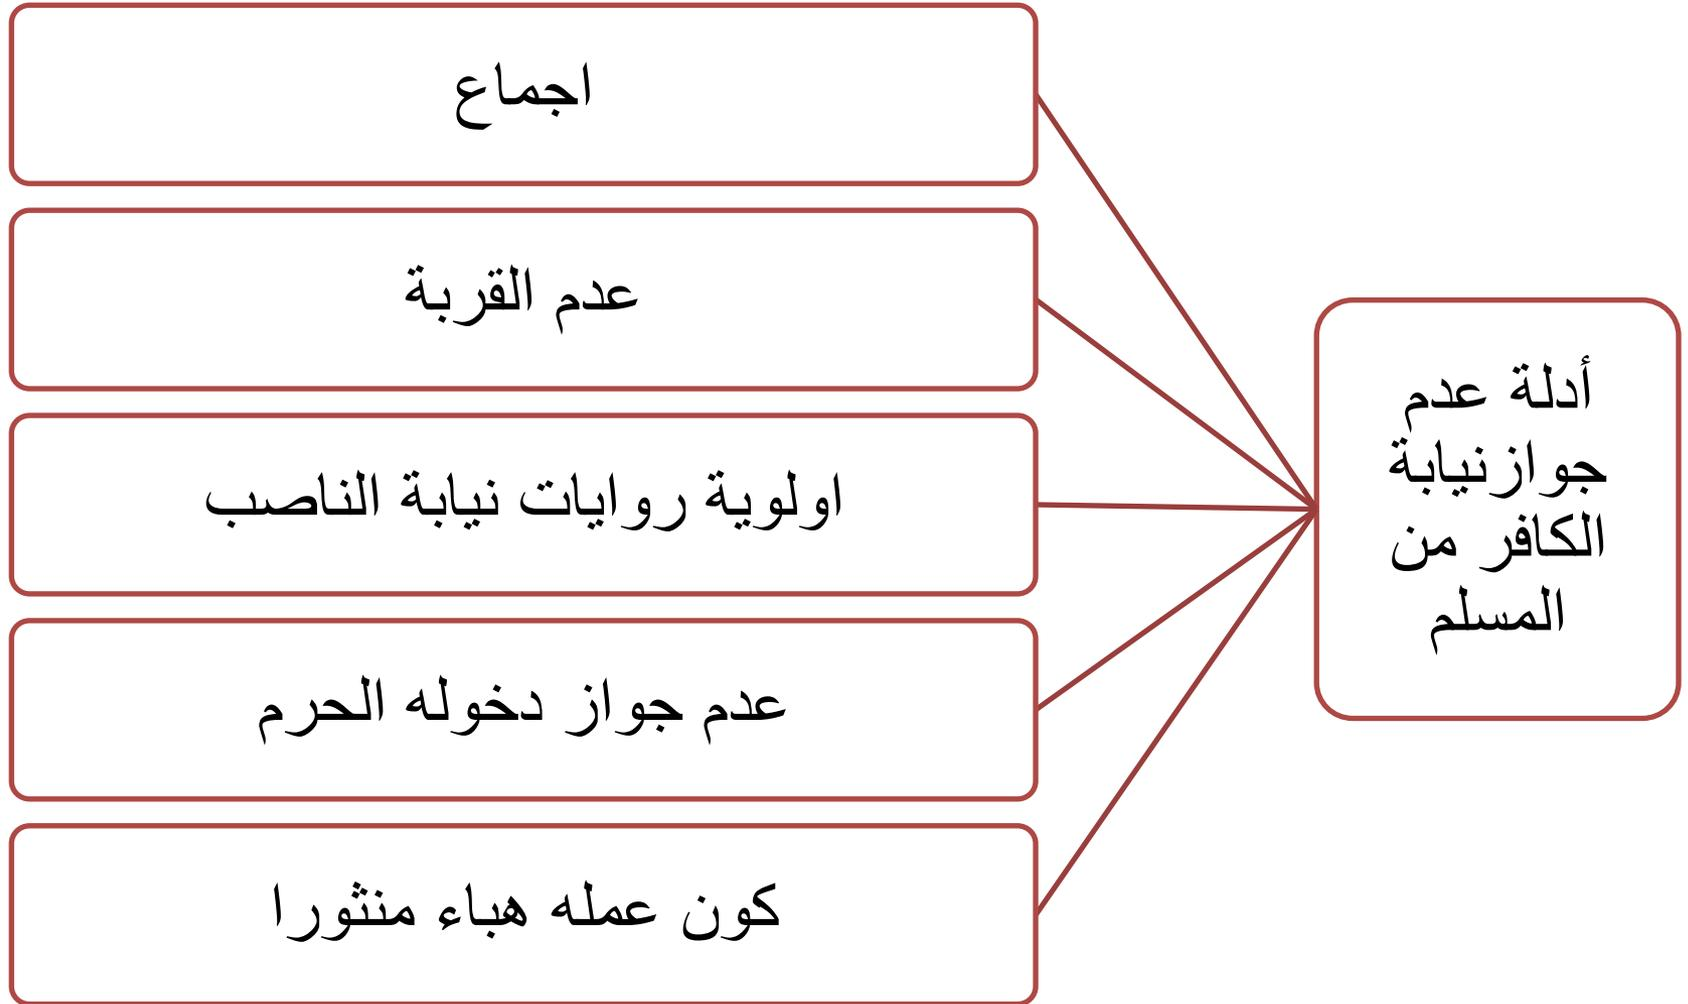 أدلة عدم
جوازنيابة
الكافر من
المسلم
اجماع
عدم القربة
اولوية روايات نيابة الناصب
عدم جواز دخوله الحرم
كون عمله هباء منثورا